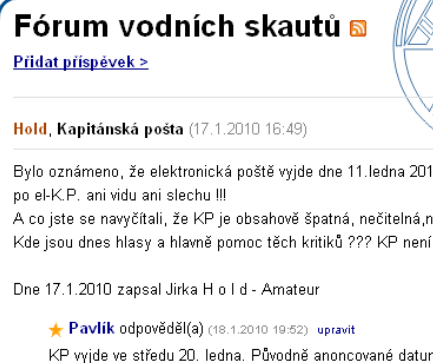 Fórum vodních skautů
Přidat příspěvek >
Hold, Kapitánská pošta (17.1.2010 16:49)
Bylo oznámeno, že elektronická poště vyjde dne 11.ledna 201
po el-K.P. ani vidu ani slechu !!!
A co jste se navyčítali, že KP je obsahově špatná, nečitelná,n
Kde jsou dnes hlasy a hlavně pomoc těch kritiků ??? KP není
Dne 17.1.2010 zapsal Jirka H o l d - Amateur
Pavlík odpověděl(a) (18.1.2010 19:52) upravit
KP vyjde ve středu 20. ledna. Původně anoncované datur